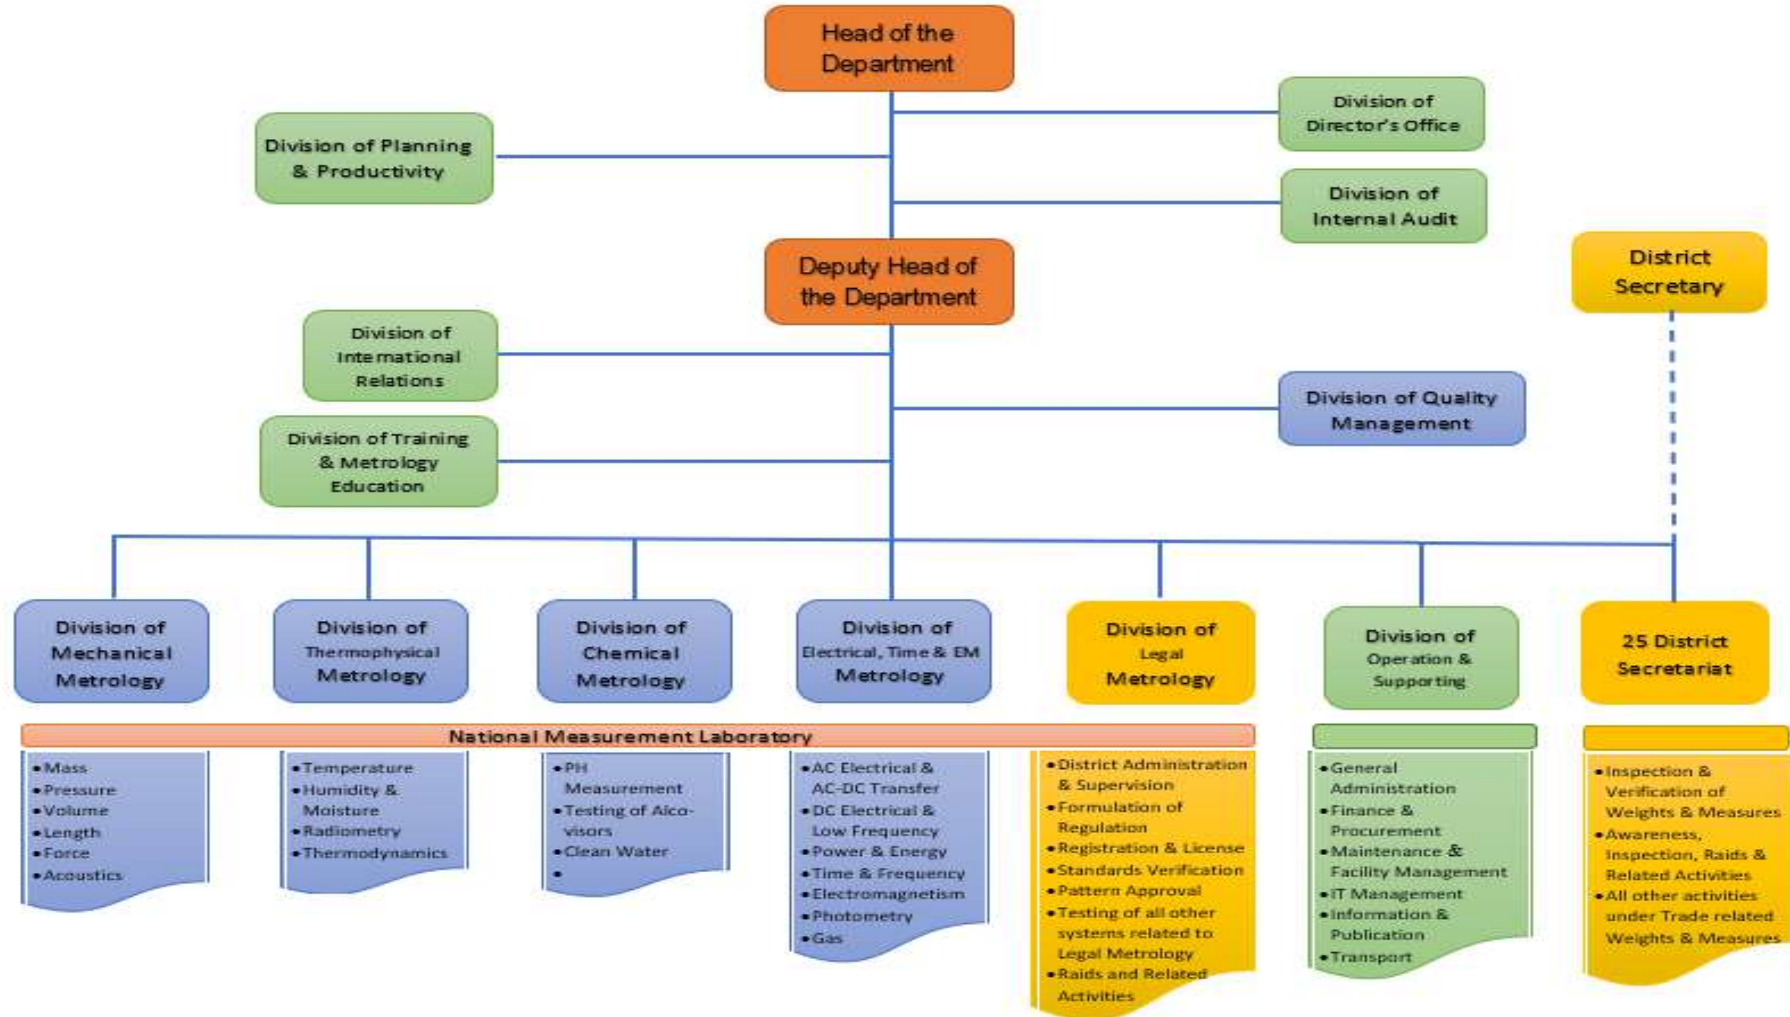 Head of the
Department
Division of
Director's Office
Division of Planning
& Productivity
Division of
Internal Audit
Deputy Head of
the Department
District
Secretary
Division of
International
Relations
Division of Quality
Management
Division of Training
& Metrology
Education
Division of
Mechanical
Metrology
Division of
Thermophysical
Metrology
Division of
Chemical
Metrology
Division of
Electrical, Time & EM
Metrology
Division of
Legal
Metrology
Division of
Operation &
Supporting
25 District
Secretariat
National Measurement Laboratory
•Mass
•Pressure
•Volume
•Length
•Force
•Acoustics
•Temperature
•Humidity &
Moisture
•Radiometry
•Thermodynamics
•PH
Measurement
•Testing of Alco-
visors
•Clean Water
•
•AC Electrical &
AC-DC Transfer
•DC Electrical &
Low Frequency
•Power & Energy
•Time & Frequency
•Electromagnetism
•Photometry
•Gas
•District Administration
& Supervision
•Formulation of
Regulation
•Registration & License
•Standards Verification
•Pattern Approval
•Testing of all other
systems related to
Legal Metrology
•Raids and Related
Activities
•General
Administration
•Finance &
Procurement
•Maintenance &
Facility Management
•IT Management
•Information &
Publication
•Transport
•Inspection &
Verification of
Weights & Measures
•Awareness,
Inspection, Raids &
Related Activities
•All other activities
under Trade related
Weights & Measures